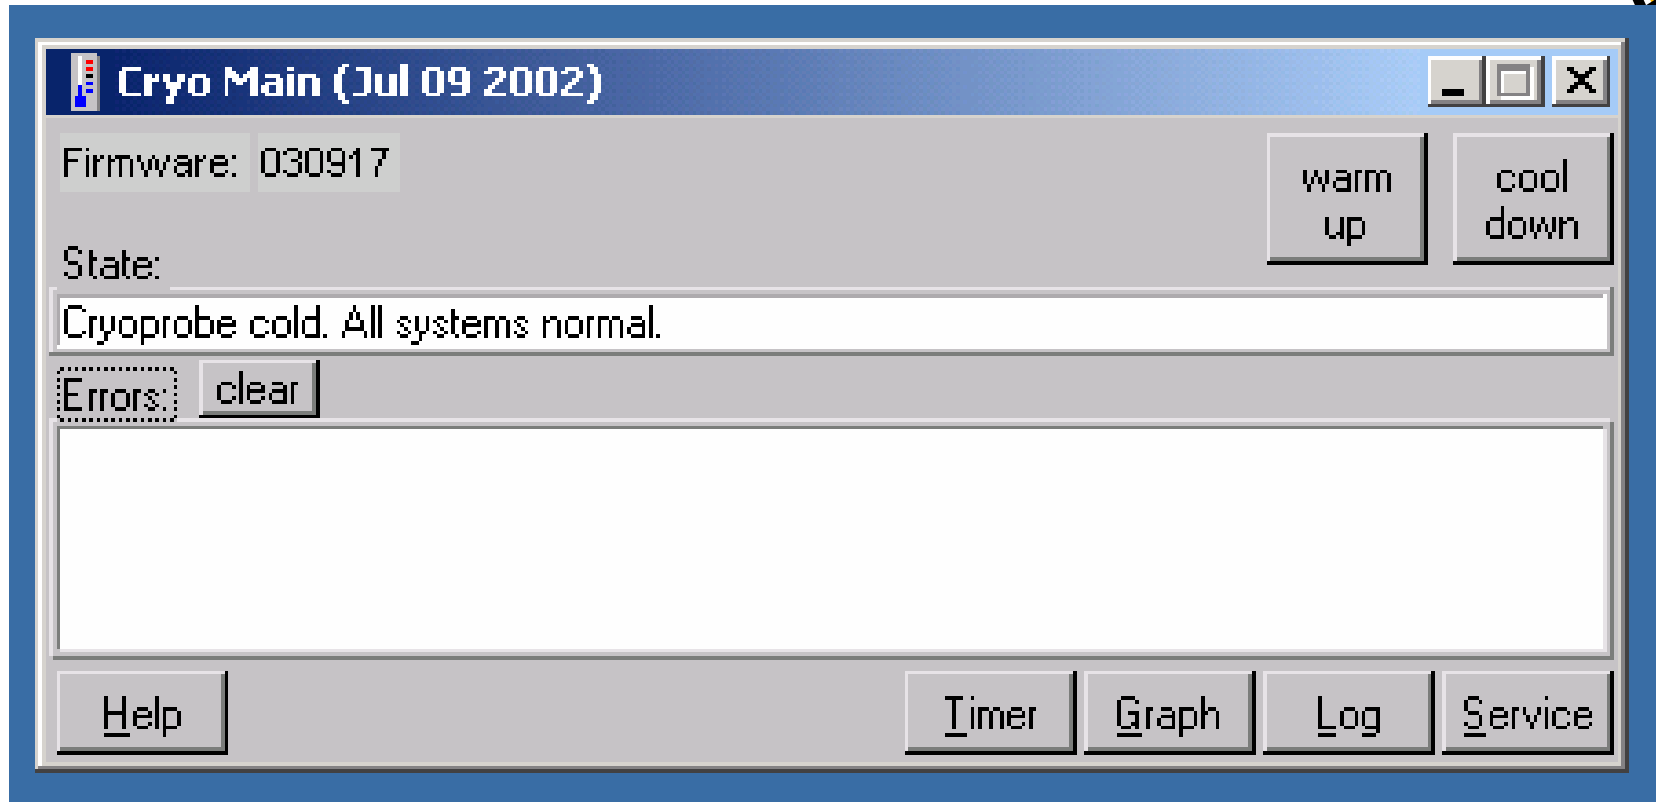 Cryo Main (Jul 09 2002)
Firmware: 030917
warm
up
cool
down
State:
Cryoprobe cold. All systems normal.
Errors: clear
Help Timer Graph Log Service